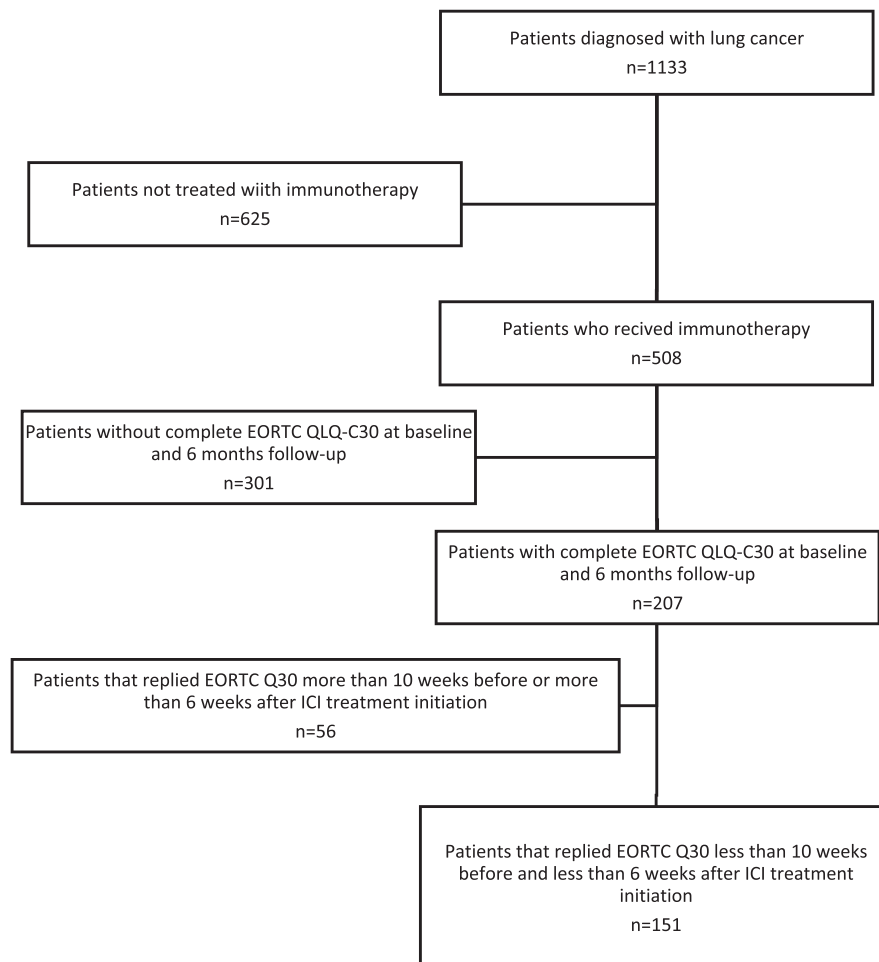 Patients diagnosed with lung cancer
n=1133
Patients not treated wiith immunotherapy
n=625
Patients who recived immunotherapy
n=508
Patients without complete EORTC QLQ-C30 at baseline
and 6 months follow-up
n=301
Patients with complete EORTC QLQ-C30 at baseline
and 6 months follow-up
n=207
Patients that replied EORTC Q30 more than 10 weeks before or more
than 6 weeks after ICI treatment initiation
n=56
Patients that replied EORTC Q30 less than 10 weeks
before and less than 6 weeks after ICI treatment
initiation
n=151